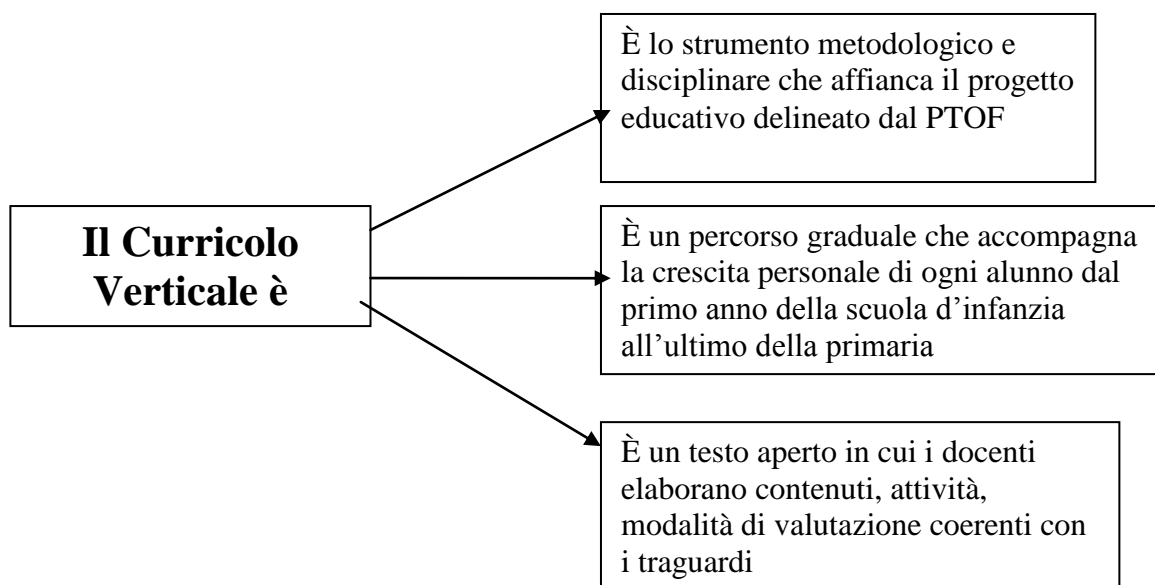 È lo strumento metodologico e
disciplinare che affianca il progetto
educativo delineato dal PTOF
Il Curricolo
Verticale è
È un percorso graduale che accompagna
la crescita personale di ogni alunno dal
primo anno della scuola d’infanzia
all’ultimo della primaria
È un testo aperto in cui i docenti
elaborano contenuti, attività,
modalità di valutazione coerenti con
i traguardi